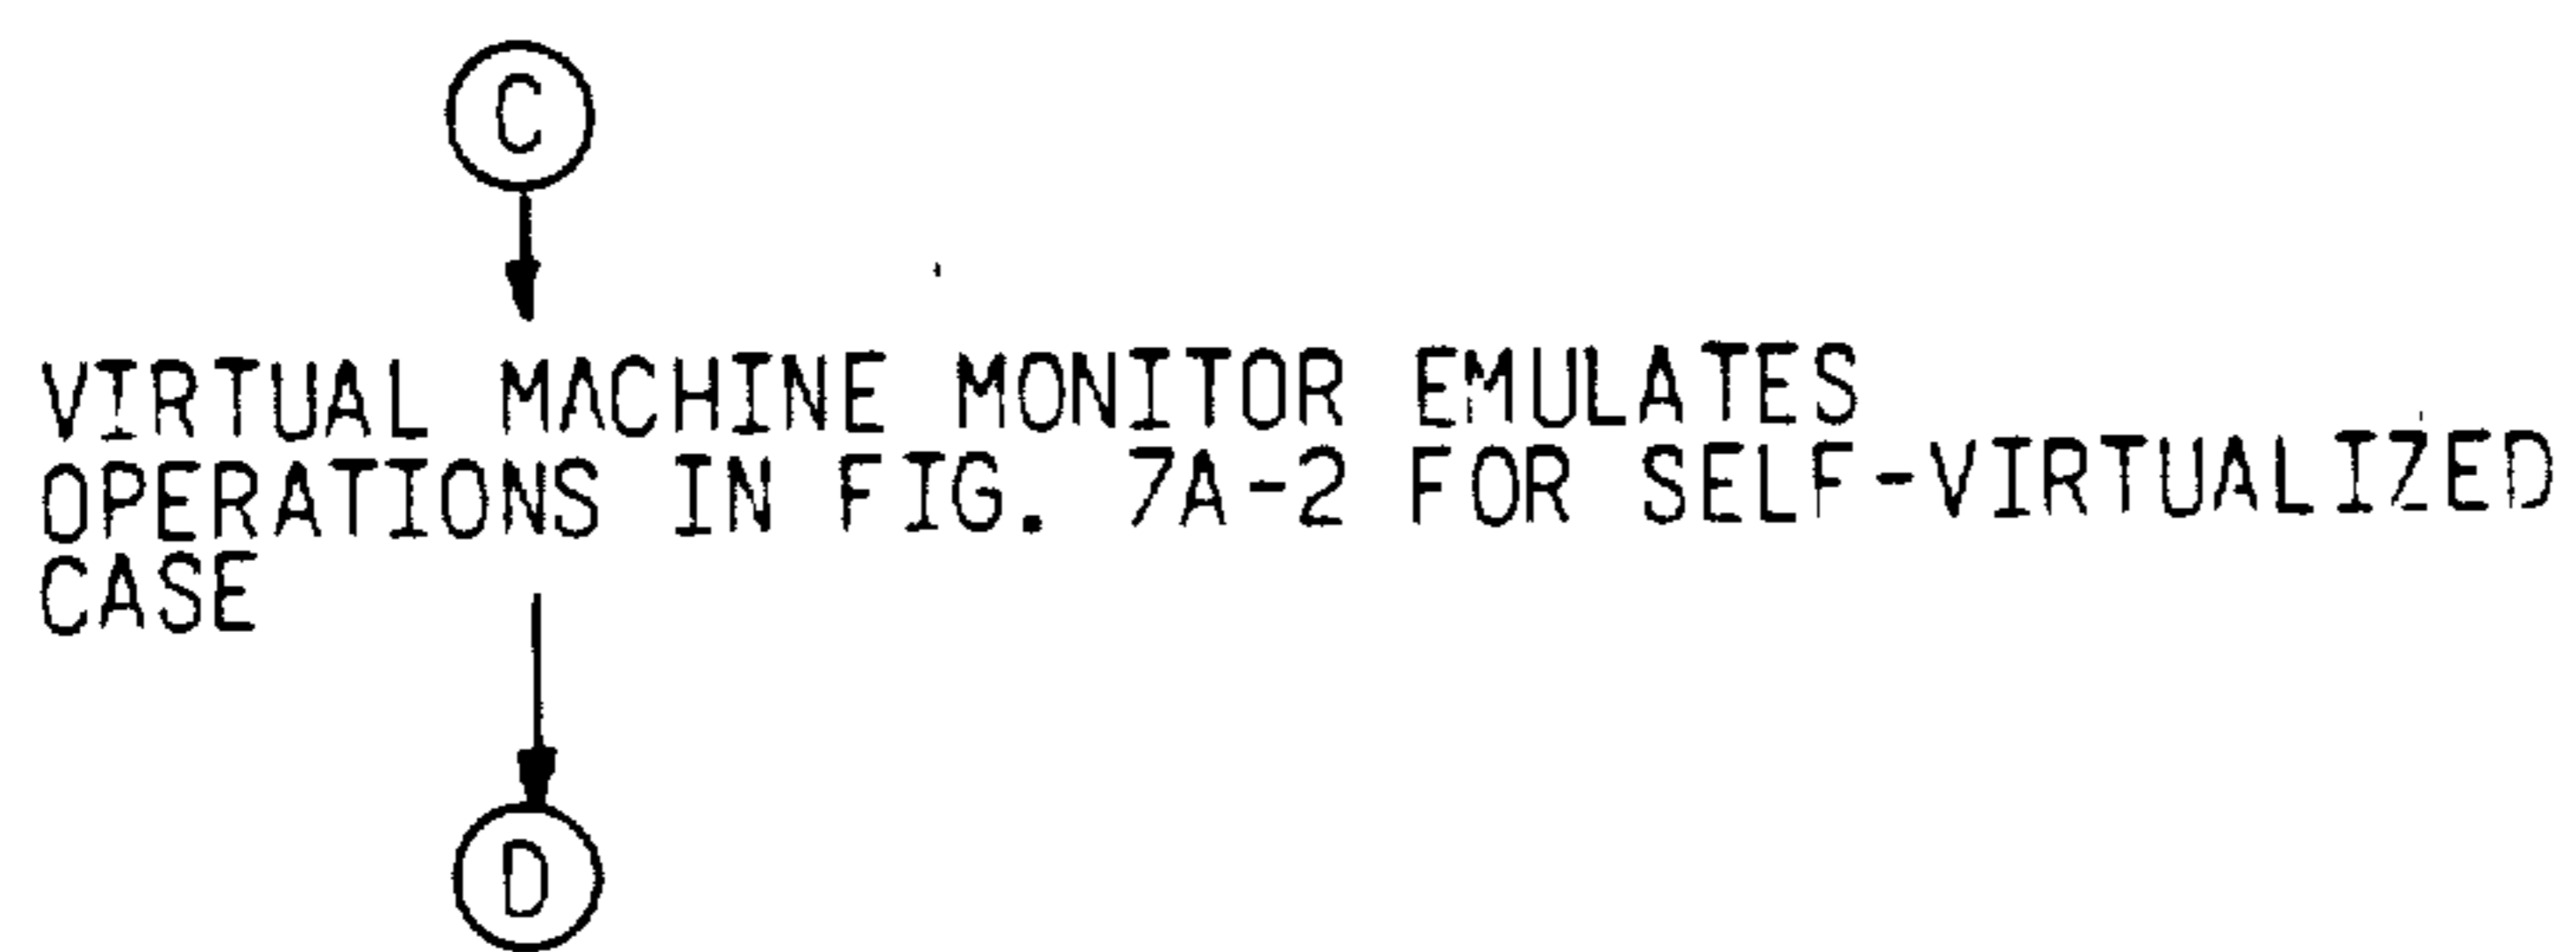 C
VIRTUAL MACHINE MONITOR EMULATES
OPERATIONS IN FIG. 7A-2 FOR SELF-VIRTUALIZED
CASE
D